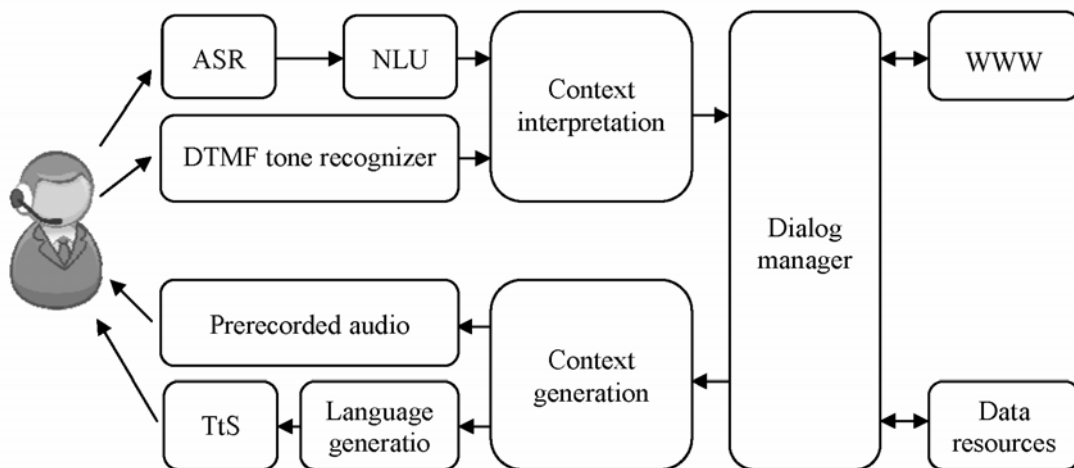 ASR
NLU
Context
interpretation
DTMF tone recognizer
Dialog
manager
WWW
Prerecorded audio
Context
generation
TtS
Language
generatio
Data
resources